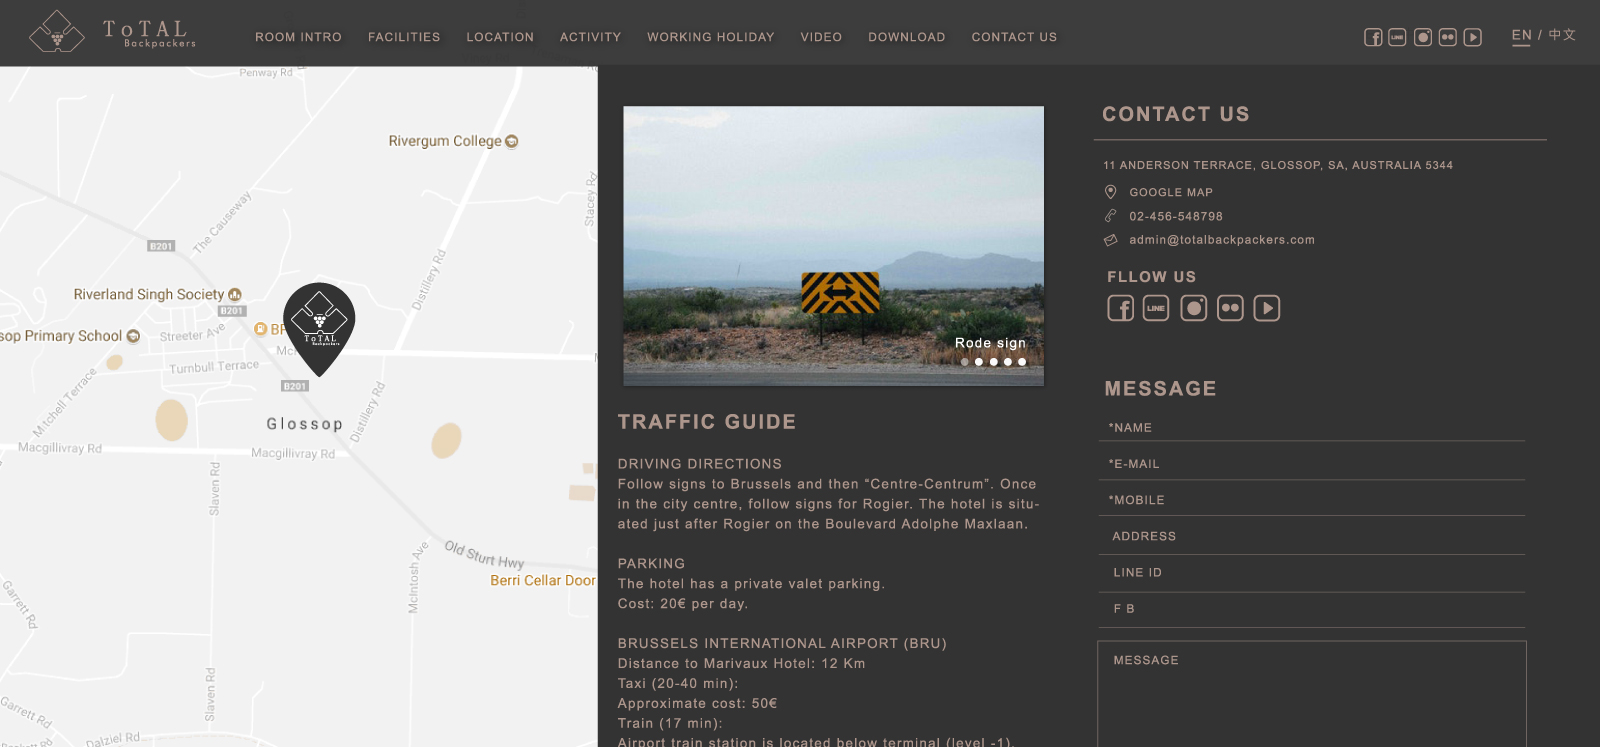 ToTAL
Backpackers
ROOM INTRO
FACILITIES
LOCATION
ACTIVITY
WORKING HOLIDAY
VIDEO
DOWNLOAD
CONTACT US
LINE
EN / 中文
Penway Rd
Rivergum College
Stacey Rd
The Causeway
B201
Distillery Rd
Riverland Singh Society
B201
sop Primary School
Streeter Ave
BP
ToTAL
Backpackers
Turnbull Terrace
B201
Mitchell Terrace
Distillery Rd
Glossop
Macgillivray Rd
Macgillivray Rd
Slaven Rd
Old Sturt Hwy
McIntosh Ave
Berri Cellar Door
Garrett Rd
Slaven Rd
Garrett Rd
Dalziel Rd
Rode sign
TRAFFIC GUIDE
DRIVING DIRECTIONS
Follow signs to Brussels and then “Centre-Centrum”. Once
in the city centre, follow signs for Rogier. The hotel is situ-
ated just after Rogier on the Boulevard Adolphe Maxlaan.
PARKING
The hotel has a private valet parking.
Cost: 20€ per day.
BRUSSELS INTERNATIONAL AIRPORT (BRU)
Distance to Marivaux Hotel: 12 Km
Taxi (20-40 min):
Approximate cost: 50€
Train (17 min):
Airport train station is located below terminal (level -1).
CONTACT US
11 ANDERSON TERRACE, GLOSSOP, SA, AUSTRALIA 5344
GOOGLE MAP
02-456-548798
admin@totalbackpackers.com
FLLOW US
LINE
MESSAGE
*NAME
*E-MAIL
*MOBILE
ADDRESS
LINE ID
F B
MESSAGE